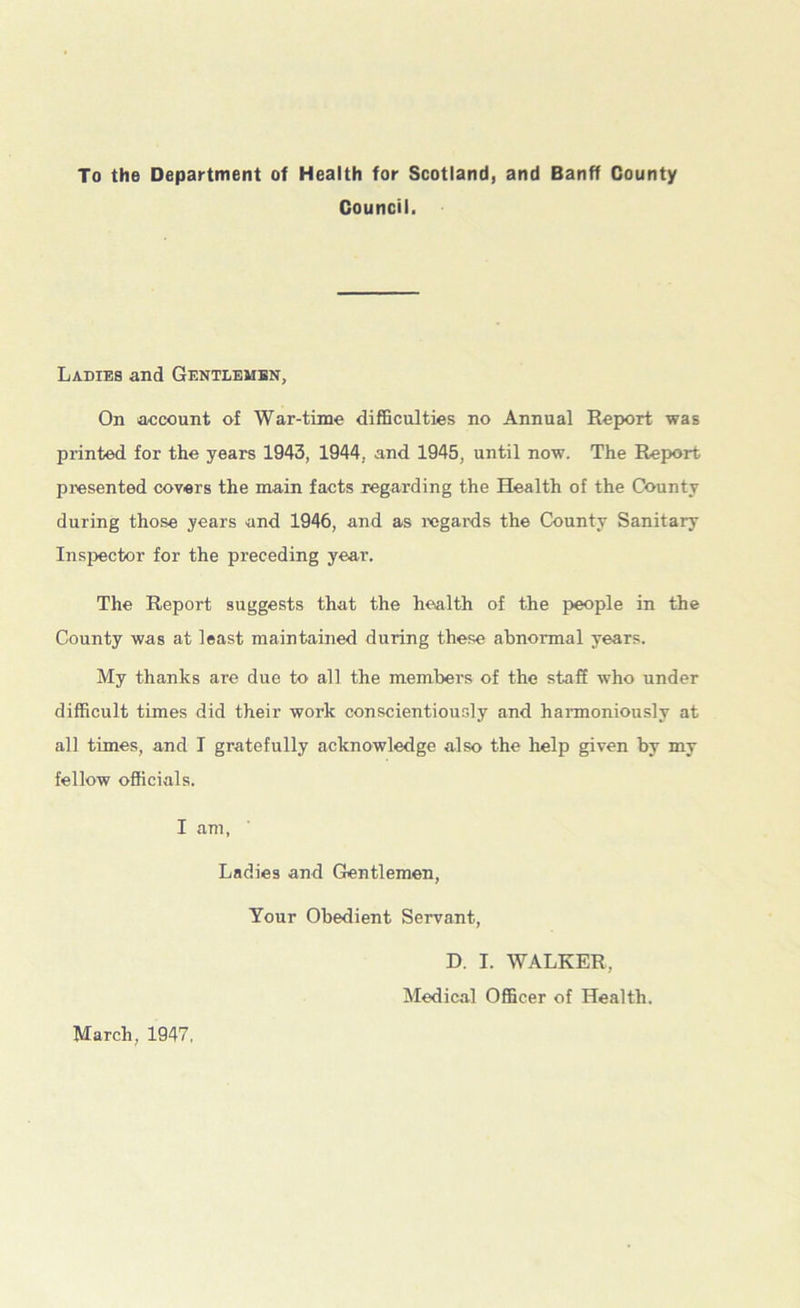 To the Department of Health for Scotland, and Banff County
Council.
Ladies and Gentlemen,
On account of War-time difficulties no Annual Report was
printed for the years 1943, 1944, and 1945, until now. The Report
presented covers the main facts regarding the Health of the County
during those years and 1946, and as regards the County Sanitary
Inspector for the preceding year.
The Report suggests that the health of the people in the
County was at least maintained during these abnormal years.
My thanks are due to all the members of the staff who under
difficult times did their work conscientiously and harmoniously at
all times, and I gratefully acknowledge also the help given by my
fellow officials.
I am,
Ladies and Gentlemen,
Your Obedient Servant,
D. I. WALKER,
Medical Officer of Health.
March, 1947.